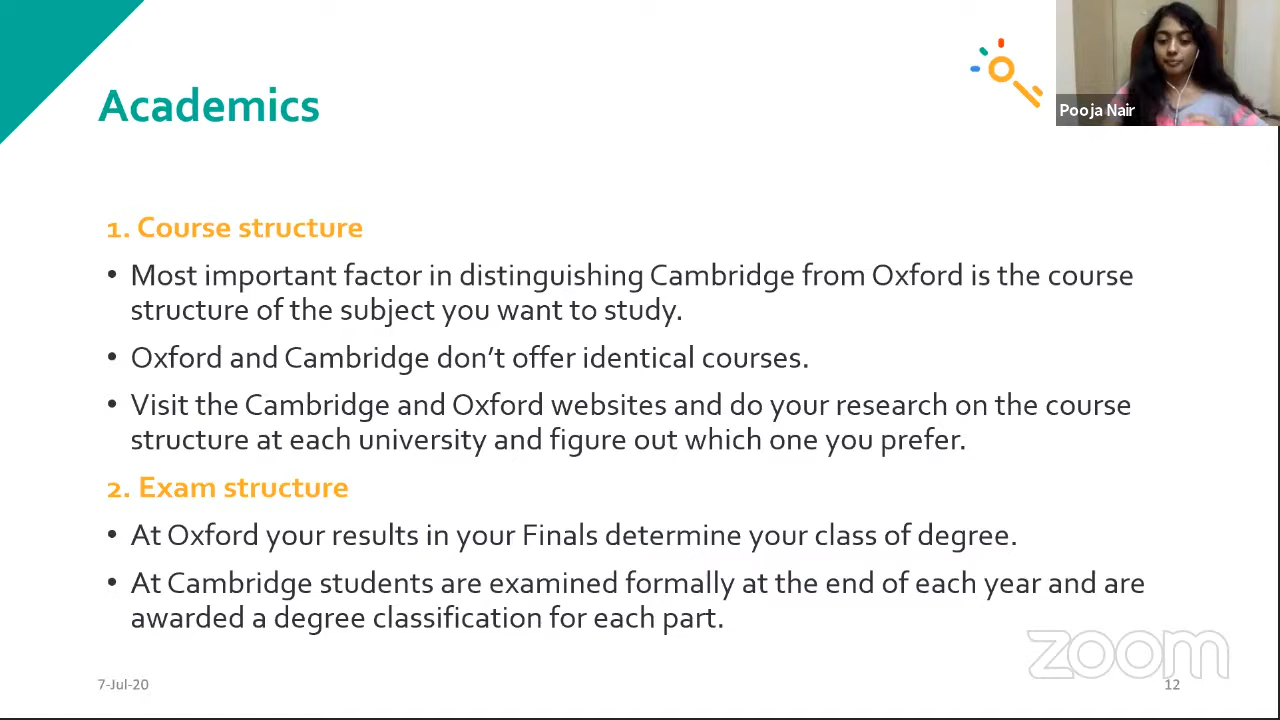 Academics
Pooja Nair
1. Course structure
• Most important factor in distinguishing Cambridge from Oxford is the course
structure of the subject you want to study.
• Oxford and Cambridge don’t offer identical courses.
• Visit the Cambridge and Oxford websites and do your research on the course
structure at each university and figure out which one you prefer.
2. Exam structure
• At Oxford your results in your Finals determine your class of degree.
• At Cambridge students are examined formally at the end of each year and are
awarded a degree classification for each part.
zoom
7-Jul-20
12